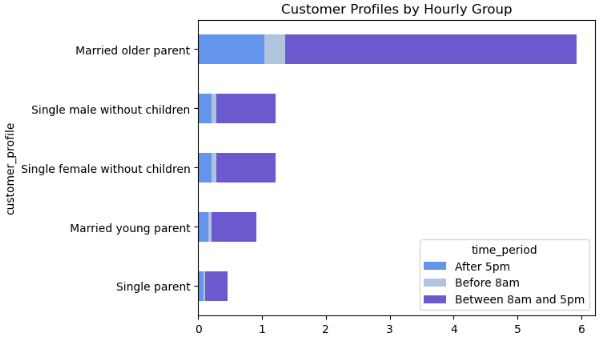 Customer Profiles by Hourly Group
customer_profile
Married older parent
Single male without children
Single female without children
Married young parent
Single parent
time_period
After 5pm
Before 8am
Between 8am and 5pm
0 1 2 3 4 5 6